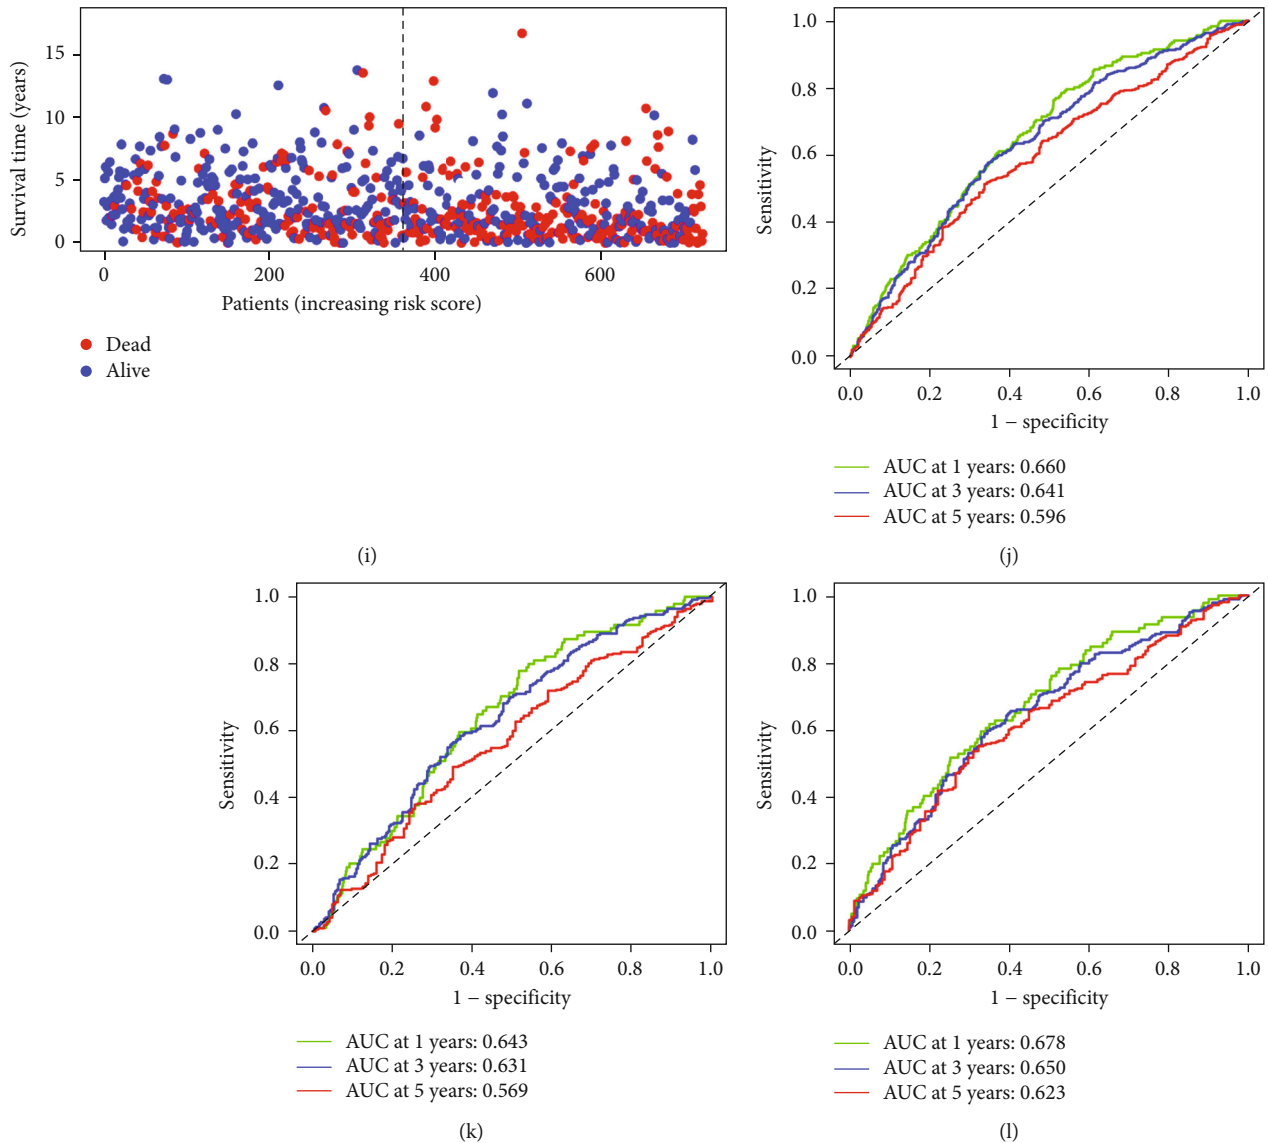 15
10
5
0
Survival time (years)
0 200 400 600
Patients (increasing risk score)
Dead
Alive
(i)
1.0
0.8
0.6
0.4
0.2
0.0
Sensitivity
0.0 0.2 0.4 0.6 0.8 1.0
1 − specificity
AUC at 1 years: 0.660
AUC at 3 years: 0.641
AUC at 5 years: 0.596
(j)
1.0
0.8
0.6
0.4
0.2
0.0
Sensitivity
0.0 0.2 0.4 0.6 0.8 1.0
1 − specificity
AUC at 1 years: 0.643
AUC at 3 years: 0.631
AUC at 5 years: 0.569
(k)
1.0
0.8
0.6
0.4
0.2
0.0
Sensitivity
0.0 0.2 0.4 0.6 0.8 1.0
1 − specificity
AUC at 1 years: 0.678
AUC at 3 years: 0.650
AUC at 5 years: 0.623
(l)